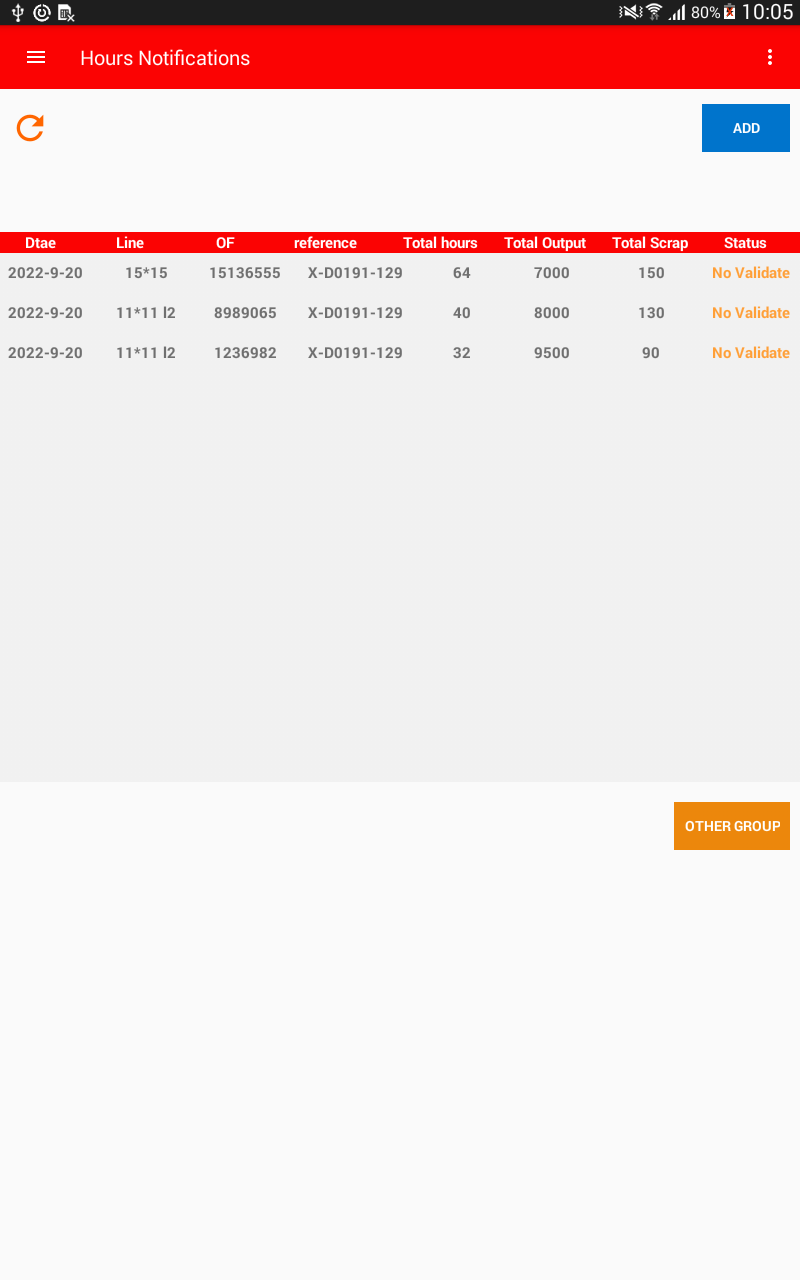 80% 10:05
Hours Notifications
ADD
Dtae Line OF reference Total hours Total Output Total Scrap Status
2022-9-20 15*15 15136555 X-D0191-129 64 7000 150 No Validate
2022-9-20 11*11 l2 8989065 X-D0191-129 40 8000 130 No Validate
2022-9-20 11*11 l2 1236982 X-D0191-129 32 9500 90 No Validate
OTHER GROUP